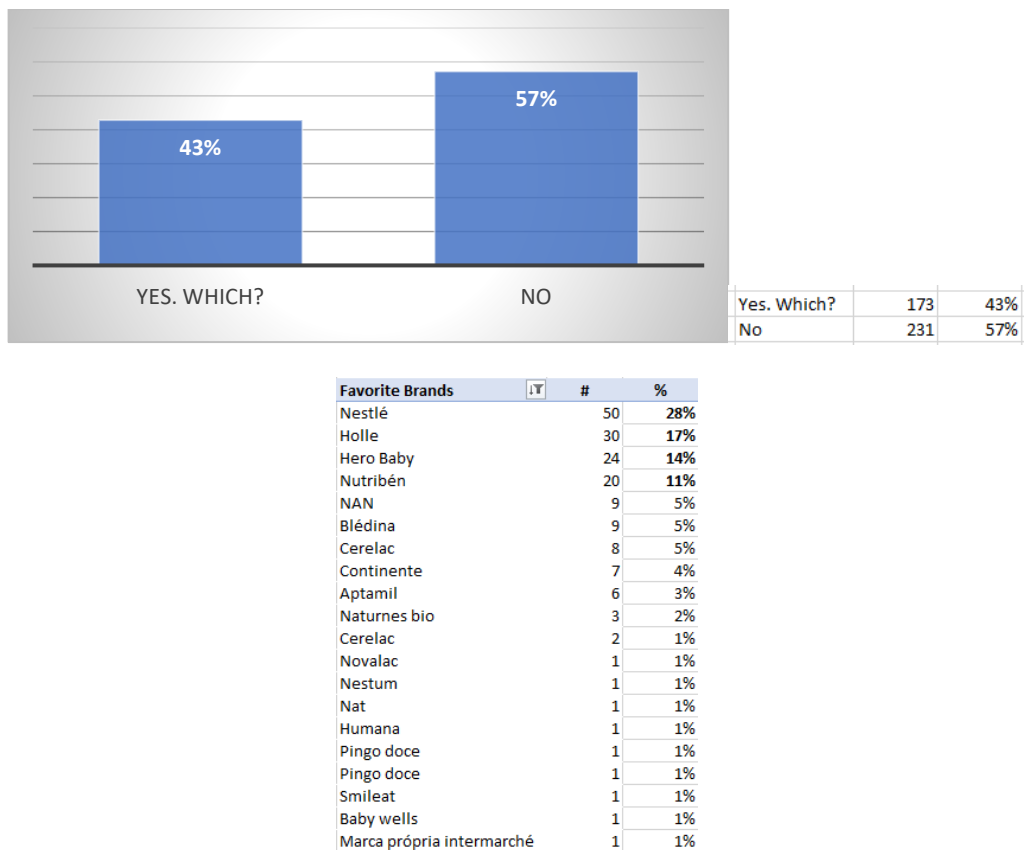 57%
43%
YES. WHICH? NO
Yes. Which? 173 43%
No 231 57%
Favorite Brands # %
Nestlé 50 28%
Holle 30 17%
Hero Baby 24 14%
Nutribén 20 11%
NAN 9 5%
Blédina 9 5%
Cerelac 8 5%
Continente 7 4%
Aptamil 6 3%
Naturnes bio 3 2%
Cerelac 2 1%
Novalac 1 1%
Nestum 1 1%
Nat 1 1%
Humana 1 1%
Pingo doce 1 1%
Pingo doce 1 1%
Smileat 1 1%
Baby wells 1 1%
Marca própria intermarché 1 1%